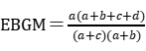 EBGM = a(a+b+c+d)/(a+c)(a+b)